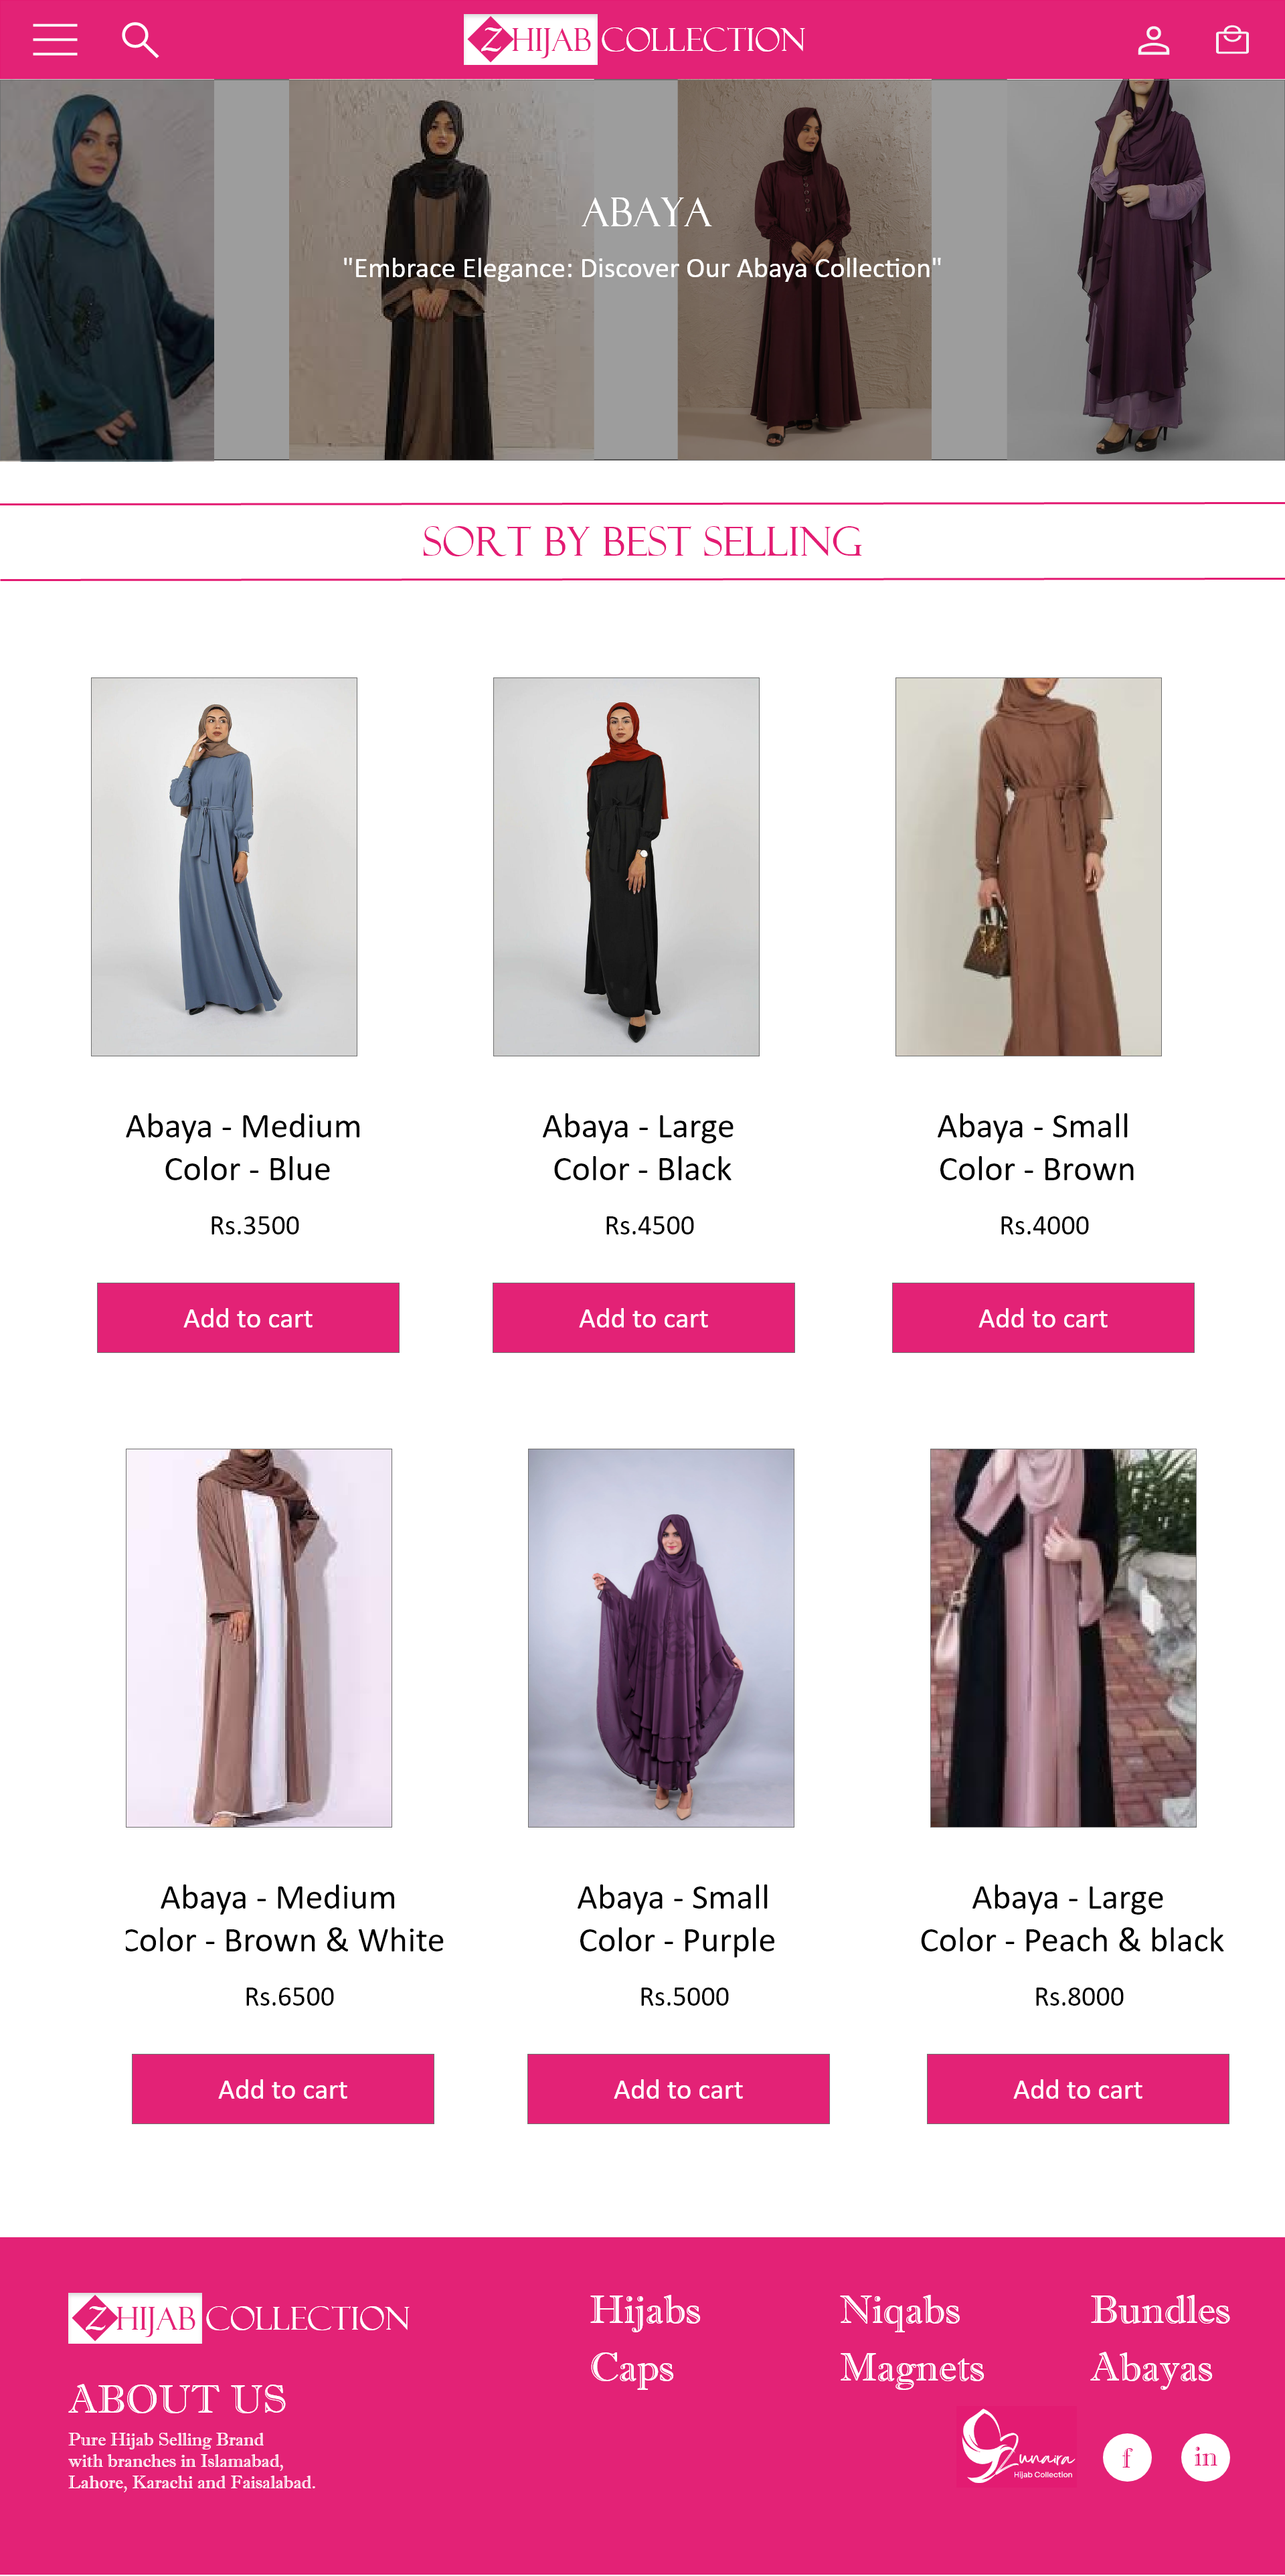 ZHIJAB COLLECTION
ABAYA
"Embrace Elegance: Discover Our Abaya Collection"
SORT BY BEST SELLING
Abaya - Medium
Color - Blue
Rs.3500
Add to cart
Abaya - Large
Color - Black
Rs.4500
Add to cart
Abaya - Small
Color - Brown
Rs.4000
Add to cart
Abaya - Medium
Color - Brown & White
Rs.6500
Add to cart
Abaya - Small
Color - Purple
Rs.5000
Add to cart
Abaya - Large
Color - Peach & black
Rs.8000
Add to cart
ZHIJAB COLLECTION
ABOUT US
Pure Hijab Selling Brand
with branches in Islamabad,
Lahore, Karachi and Faisalabad.
Hijabs
Caps
Niqabs
Magnets
Bundles
Abayas
Zunaira
Hijab Collection
f
in